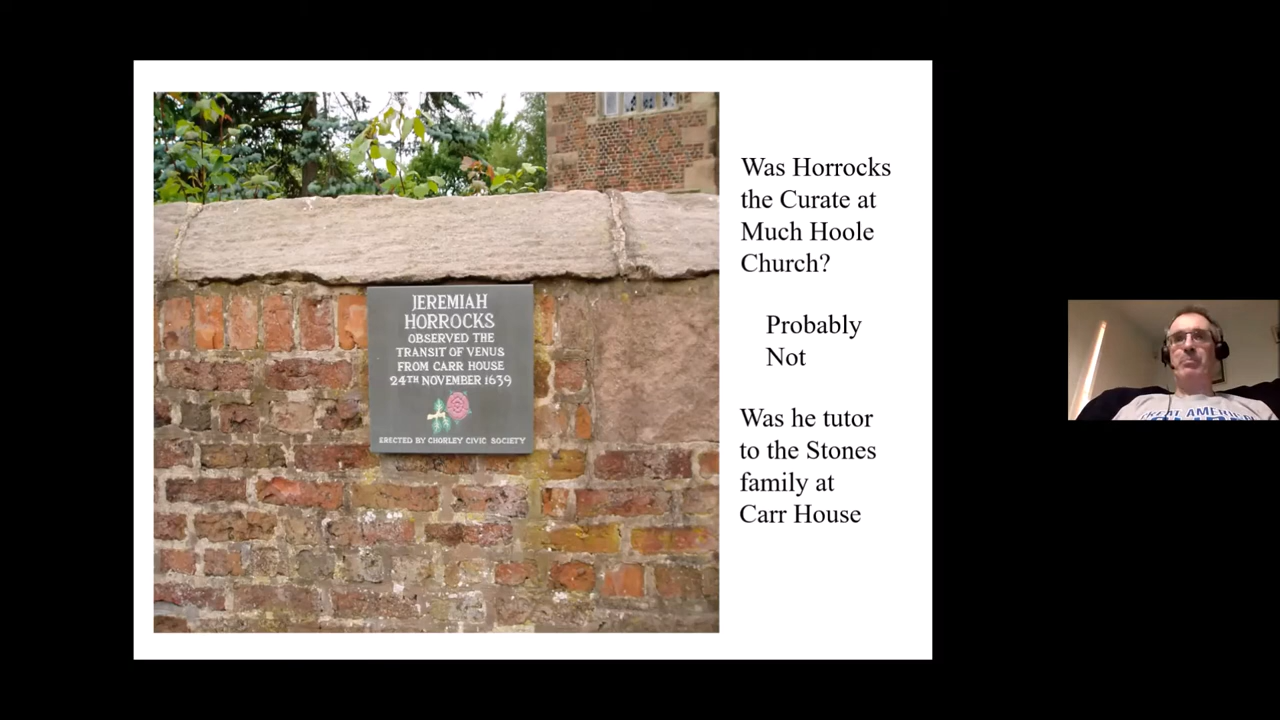 JEREMIAH
HORROCKS
OBSERVED THE
TRANSIT OF VENUS
FROM CARR HOUSE
24TH NOVEMBER 1639
ERECTED BY CHORLEY CIVIC SOCIETY
Was Horrocks
the Curate at
Much Hoole
Church?
Probably
Not
Was he tutor
to the Stones
family at
Carr House
GREAT AMERICAN